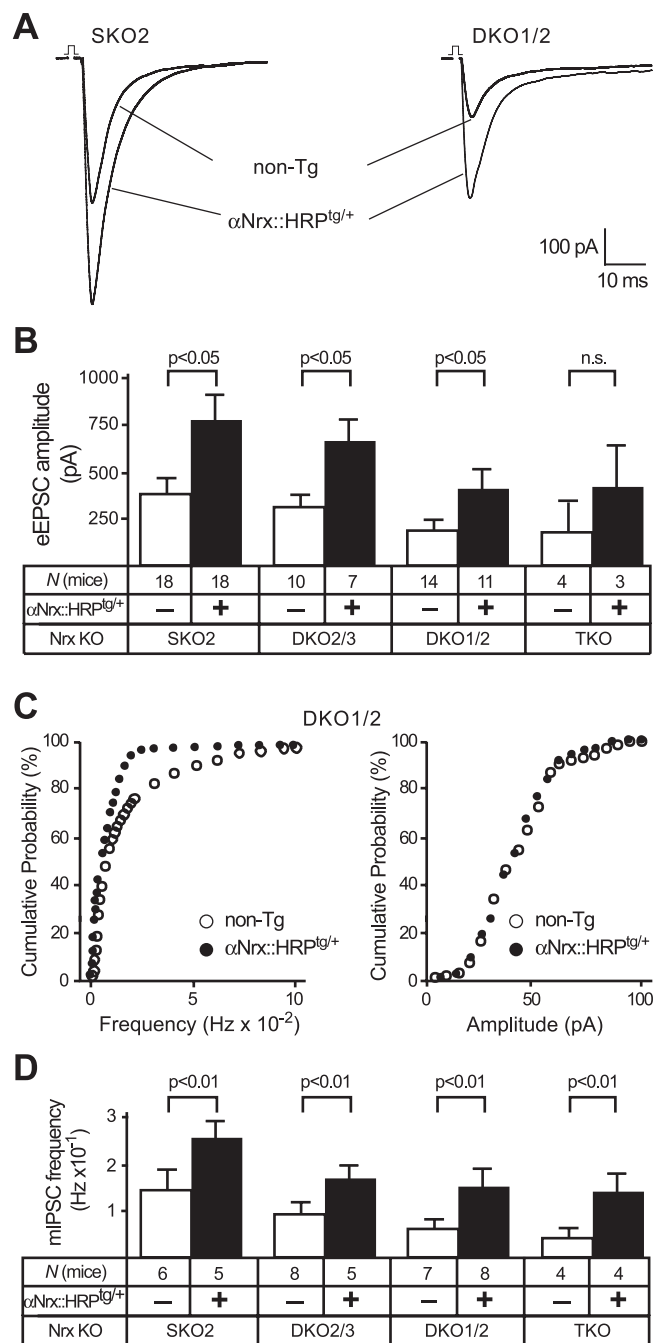 A
SKO2
DKO1/2
non-Tg
αNrx::HRPtg/+
100 pA
10 ms
B
p<0.05
p<0.05
p<0.05
n.s.
eEPSC amplitude
(pA)
1000
750
500
250
N (mice) 18 18 10 7 14 11 4 3
αNrx::HRPtg/+ − + − + − + − +
Nrx KO SKO2 DKO2/3 DKO1/2 TKO
C
DKO1/2
Cumulative Probability (%)
100
80
60
40
20
0
non-Tg
αNrx::HRPtg/+
0 5 10
Frequency (Hz x 10-2)
Cumulative Probability (%)
100
80
60
40
20
0
non-Tg
αNrx::HRPtg/+
0 50 100
Amplitude (pA)
D
p<0.01
p<0.01
p<0.01
p<0.01
mIPSC frequency
(Hz x10-1)
3
2
1
N (mice) 6 5 8 5 7 8 4 4
αNrx::HRPtg/+ − + − + − + − +
Nrx KO SKO2 DKO2/3 DKO1/2 TKO